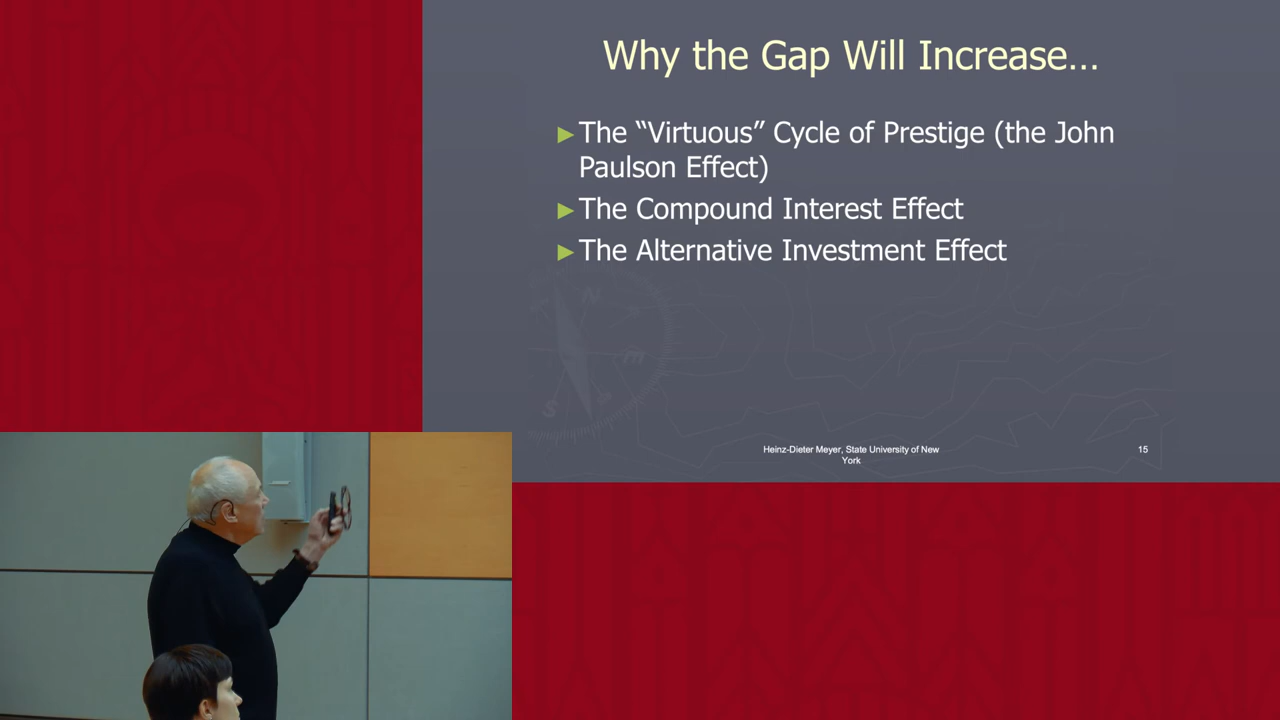 Why the Gap Will Increase…
►The “Virtuous” Cycle of Prestige (the John
Paulson Effect)
►The Compound Interest Effect
►The Alternative Investment Effect
N
S
Heinz-Dieter Meyer, State University of New
York
15